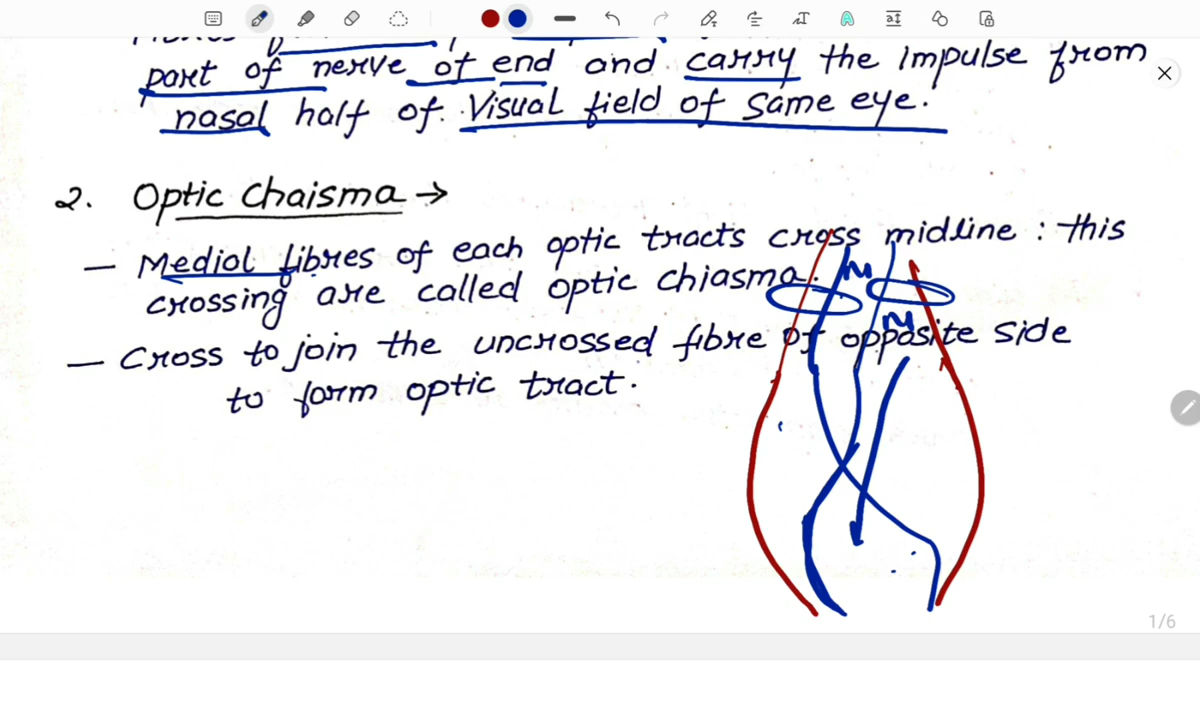 part of nerve of end and carry the impulse from
nasal half of Visual field of same eye.
2. Optic Chaisma →
— Medial fibres of each optic tracts cross midline : this
crossing are called optic chiasma.
— Cross to join the uncrossed fibre of opposite side
to form optic tract.
1/6